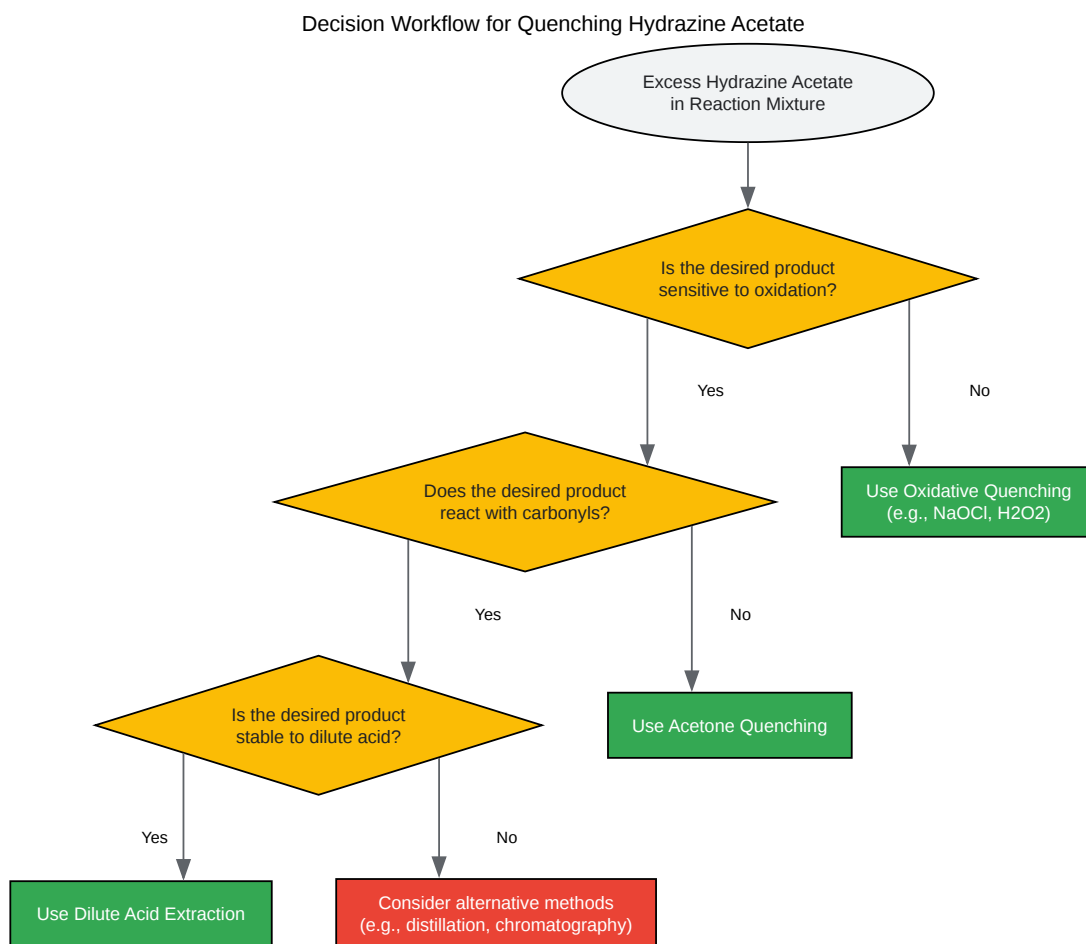 Decision Workflow for Quenching Hydrazine Acetate
Excess Hydrazine Acetate
in Reaction Mixture
Is the desired product
sensitive to oxidation?
Yes
No
Does the desired product
react with carbonyls?
Use Oxidative Quenching
(e.g., NaOCl, H2O2)
Yes
No
Is the desired product
stable to dilute acid?
Use Acetone Quenching
Yes
No
Use Dilute Acid Extraction
Consider alternative methods
(e.g., distillation, chromatography)